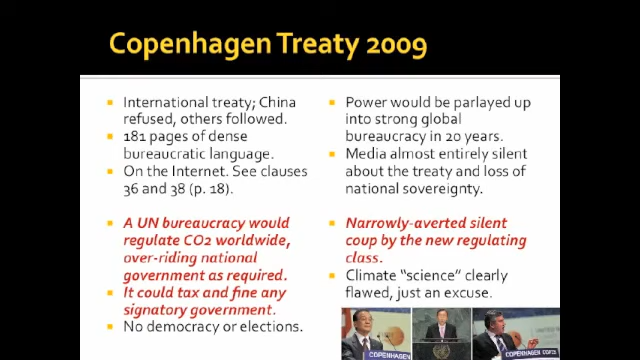 Copenhagen Treaty 2009
International treaty; China
refused, others followed.
181 pages of dense
bureaucratic language.
On the Internet. See clauses
36 and 38 (p. 18).
A UN bureaucracy would
regulate CO2 worldwide,
over-riding national
government as required.
It could tax and fine any
signatory government.
No democracy or elections.
Power would be parlayed up
into strong global
bureaucracy in 20 years.
Media almost entirely silent
about the treaty and loss of
national sovereignty.
Narrowly-averted silent
coup by the new regulating
class.
Climate “science” clearly
flawed, just an excuse.
COPENHAGEN
COPENHAGEN